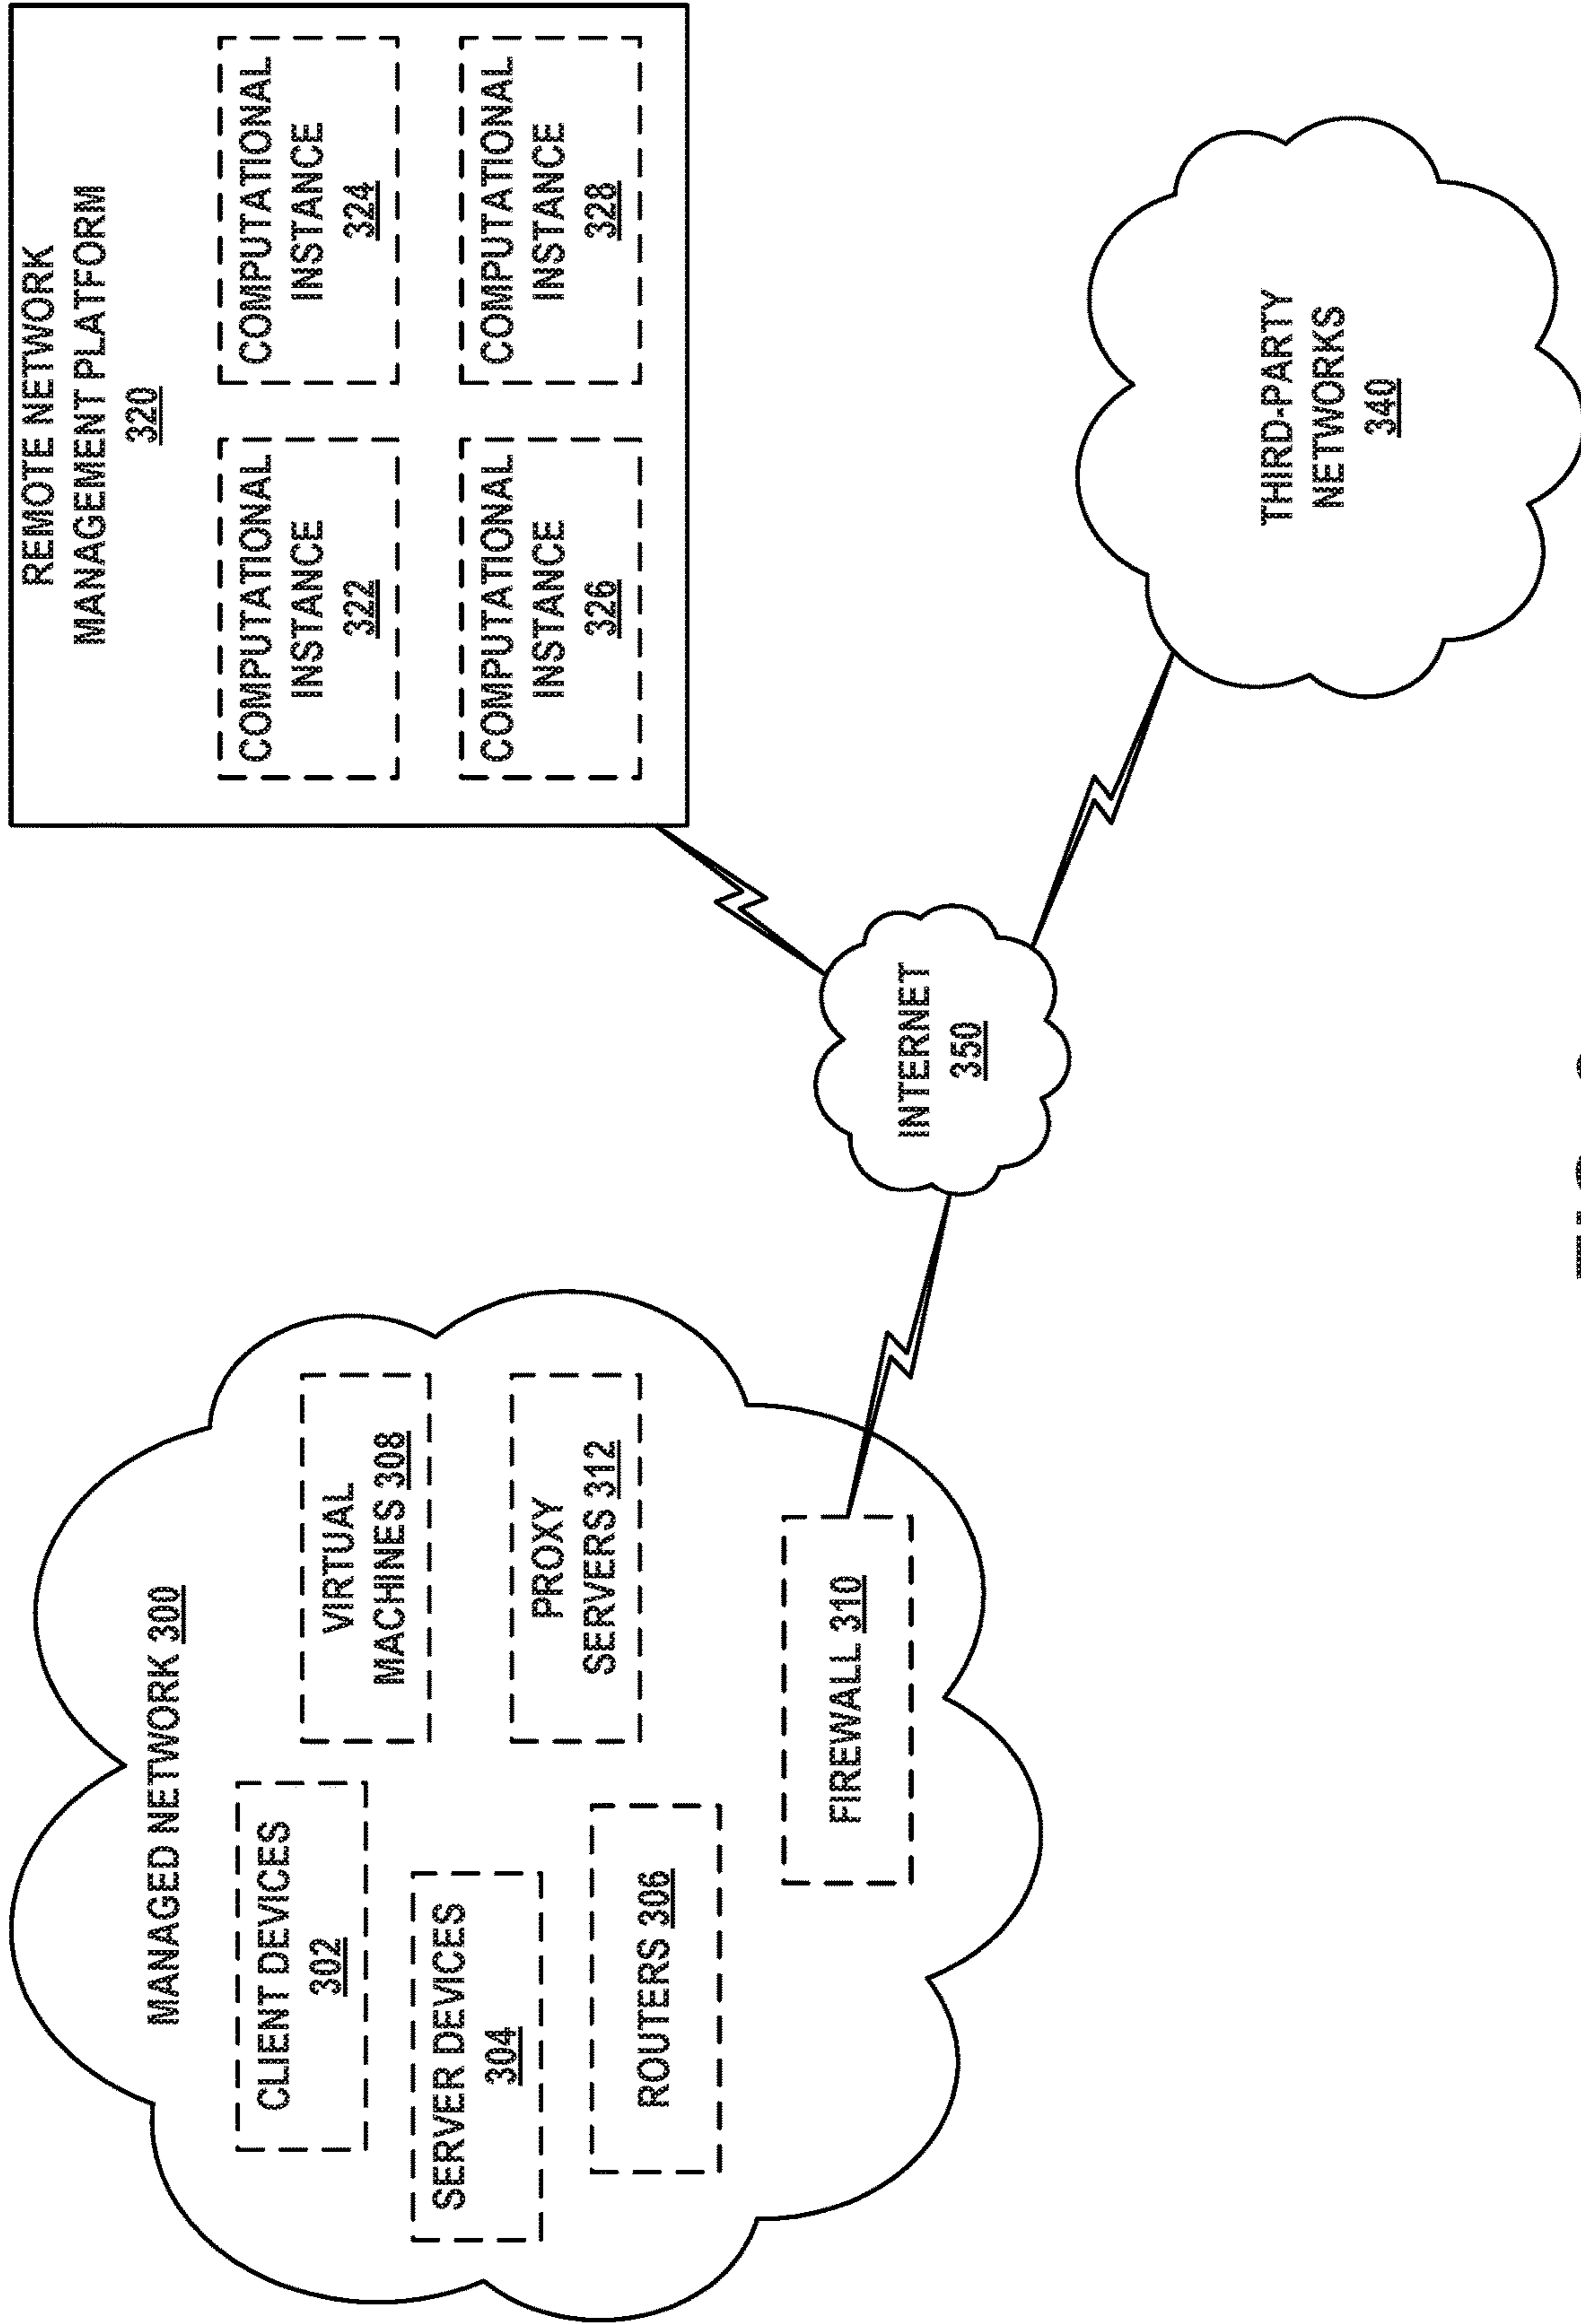 MANAGED NETWORK 300
CLIENT DEVICES
302
SERVER DEVICES
304
ROUTERS 306
VIRTUAL
MACHINES 308
PROXY
SERVERS 312
FIREWALL 310
INTERNET
350
REMOTE NETWORK
MANAGEMENT PLATFORM
320
COMPUTATIONAL
INSTANCE
322
COMPUTATIONAL
INSTANCE
324
COMPUTATIONAL
INSTANCE
326
COMPUTATIONAL
INSTANCE
328
THIRD-PARTY
NETWORKS
340